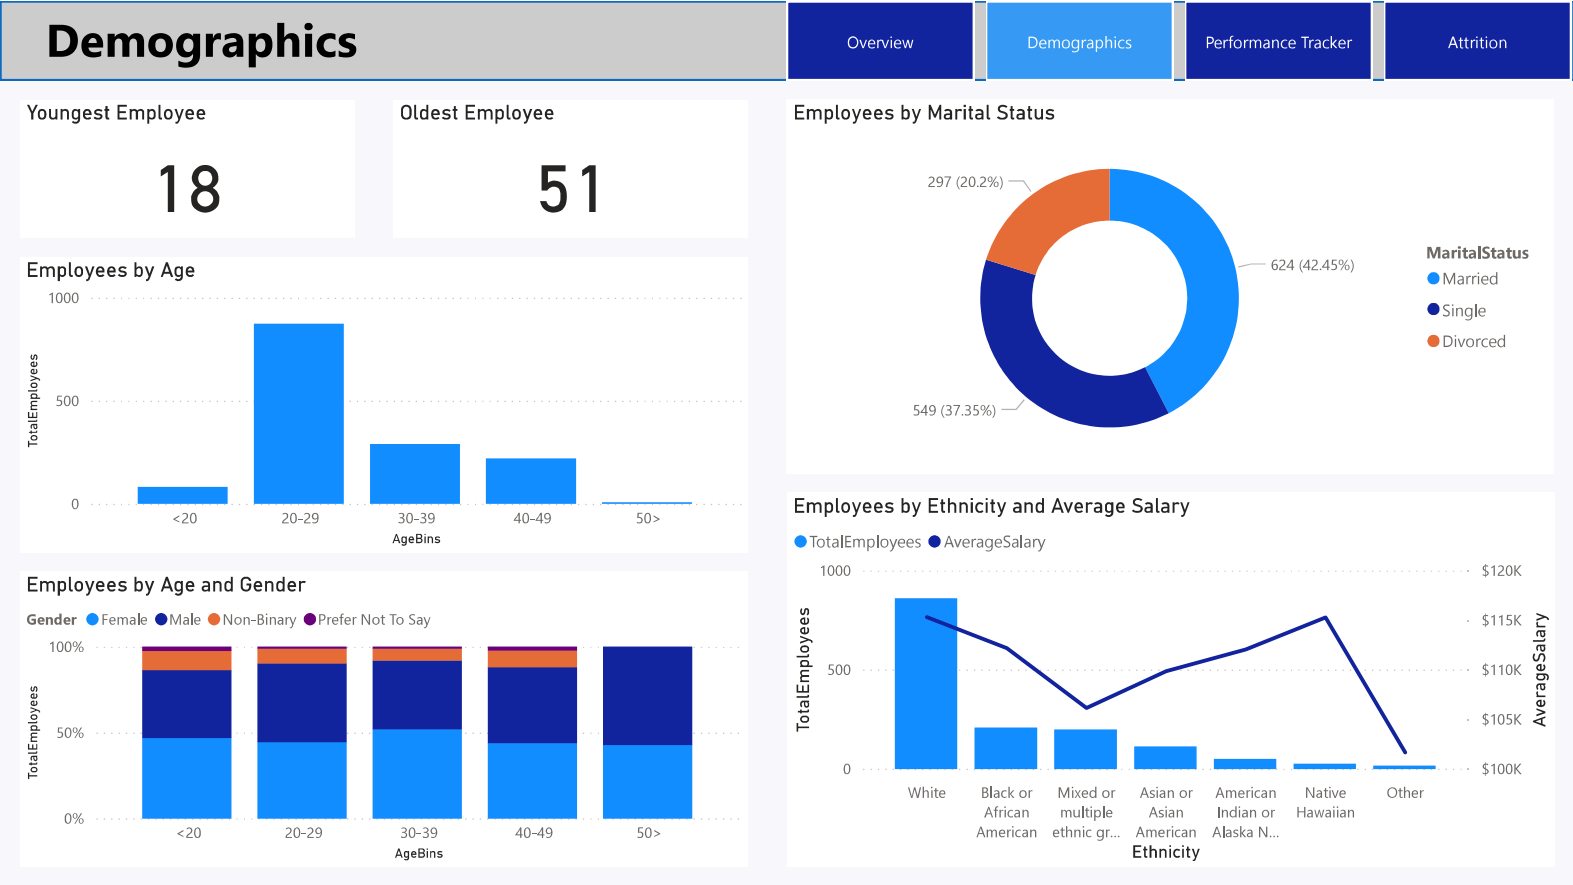 Demographics
Overview
Demographics
Performance Tracker
Attrition
Youngest Employee
18
Oldest Employee
51
Employees by Age
1000
500
0
TotalEmployees
<20
20-29
30-39
40-49
50>
AgeBins
Employees by Age and Gender
Gender Female Male Non-Binary Prefer Not To Say
100%
50%
0%
TotalEmployees
<20
20-29
30-39
40-49
50>
AgeBins
Employees by Marital Status
297 (20.2%)
624 (42.45%)
549 (37.35%)
MaritalStatus
Married
Single
Divorced
Employees by Ethnicity and Average Salary
TotalEmployees AverageSalary
1000
500
0
TotalEmployees
$120K
$115K
$110K
$105K
$100K
AverageSalary
White
Black or
African
American
Mixed or
multiple
ethnic gr...
Asian or
Asian
American
American
Indian or
Alaska N...
Native
Hawaiian
Other
Ethnicity